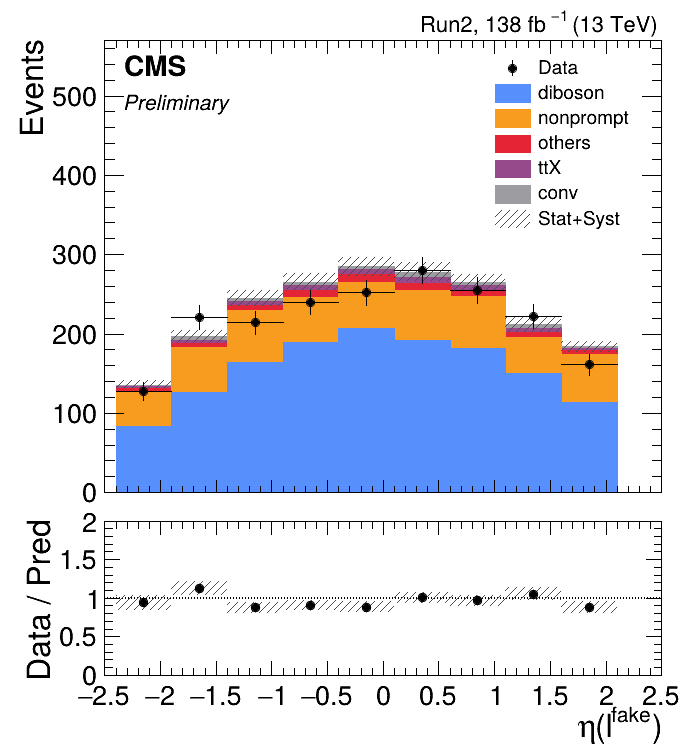 Run2, 138 fb⁻¹ (13 TeV)
CMS
Preliminary
Data
diboson
nonprompt
others
ttX
conv
Stat+Syst
Events
500
400
300
200
100
0
Data / Pred
2
1.5
1
0.5
0
−2.5 −2 −1.5 −1 −0.5 0 0.5 1 1.5 2 2.5
η(l^fake)